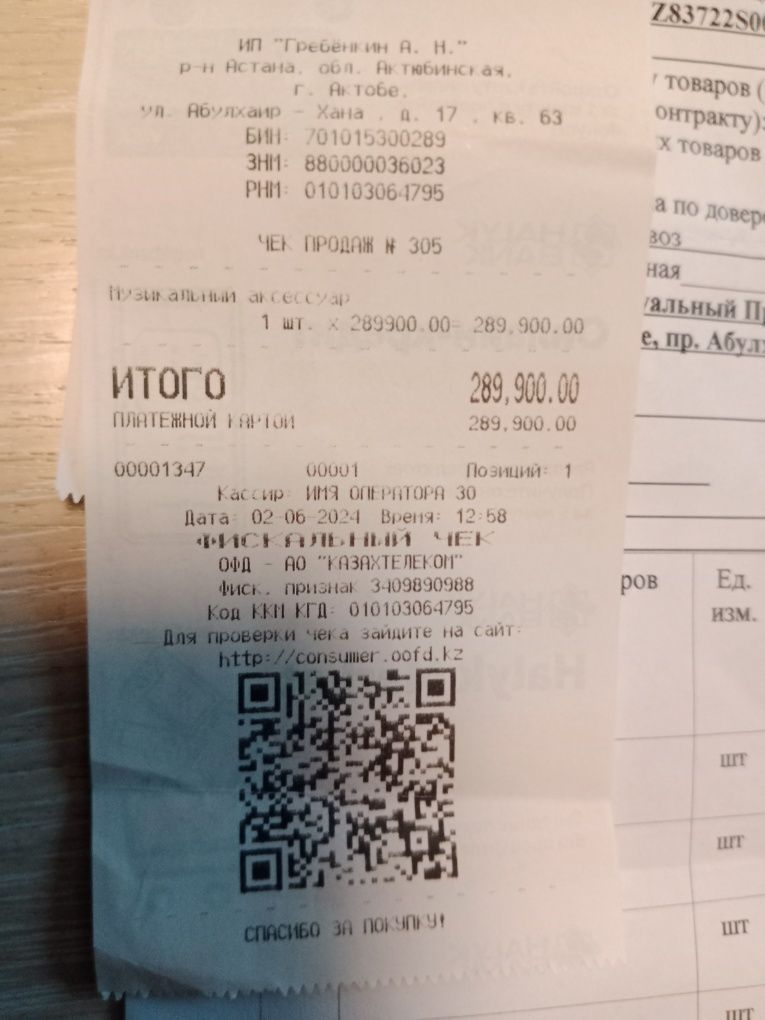 ИП "Гребёнкин А. Н."
р-н Астана, обл. Актюбинская,
г. Актобе,
ул. Абулхаир - Хана , д. 17 , кв. 63
БИН: 701015300289
ЗНМ: 880000036023
РНМ: 010103064795
ЧЕК ПРОДАЖ № 305
Музикальный аксессуар
1 шт. x 289900.00= 289,900.00
ИТОГО 289,900.00
ПЛАТЕЖНОЙ КАРТОЙ 289,900.00
00001347 00001 Позиций: 1
Кассир: ИМЯ ОПЕРАТОРА 30
Дата: 02-06-2024 Время: 12:58
ФИСКАЛЬНЫЙ ЧЕК
ОФД - АО "КАЗАХТЕЛЕКОМ"
Фиск. признак 3409890988
Код ККМ КГД: 010103064795
Для проверки чека зайдите на сайт:
http://consumer.oofd.kz
СПАСИБО ЗА ПОКУПКУ!
товаров (
онтракту):
х товаров
а по довер
воз
ная
уальный Пр
е, пр. Абул
ров
Ед.
изм.
шт
шт
шт
шт